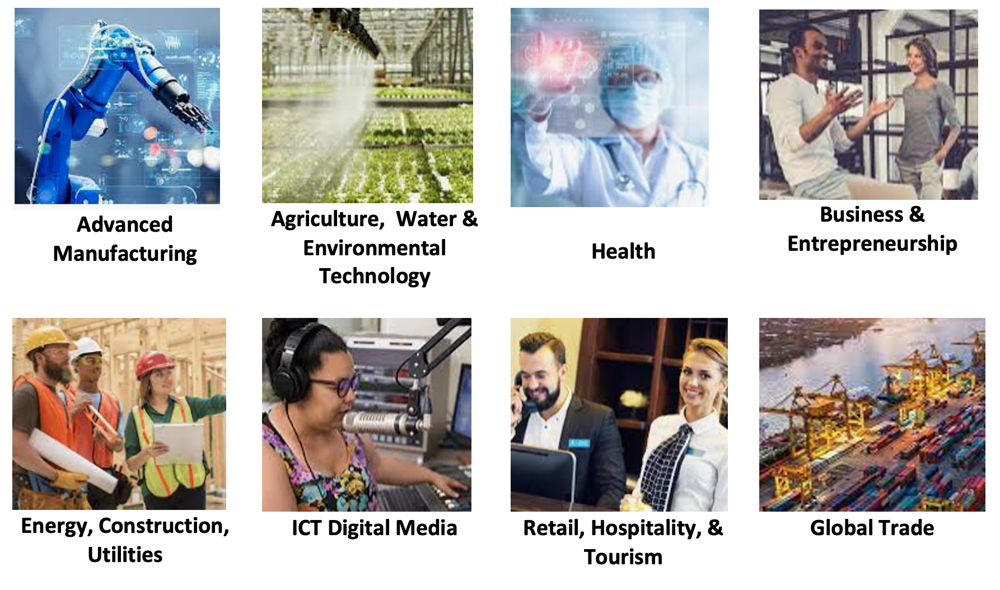 Advanced
Manufacturing
Agriculture,  Water &
Environmental
Technology
Health
Business &
Entrepreneurship
Energy, Construction,
Utilities
ICT Digital Media
Retail, Hospitality, &
Tourism
Global Trade